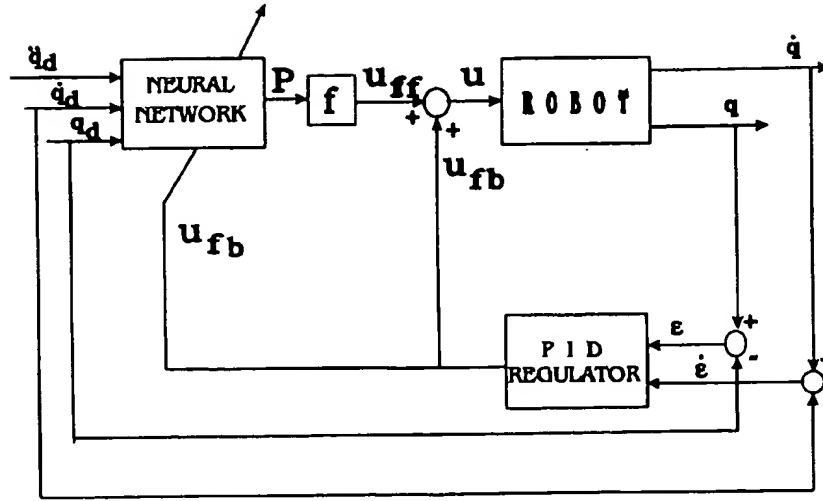 q̈d
q̇d
qd
NEURAL
NETWORK
P
f
uff
+
+
u
ROBOT
q̇
q
ufb
ufb
PID
REGULATOR
ε
ε̇
+
-